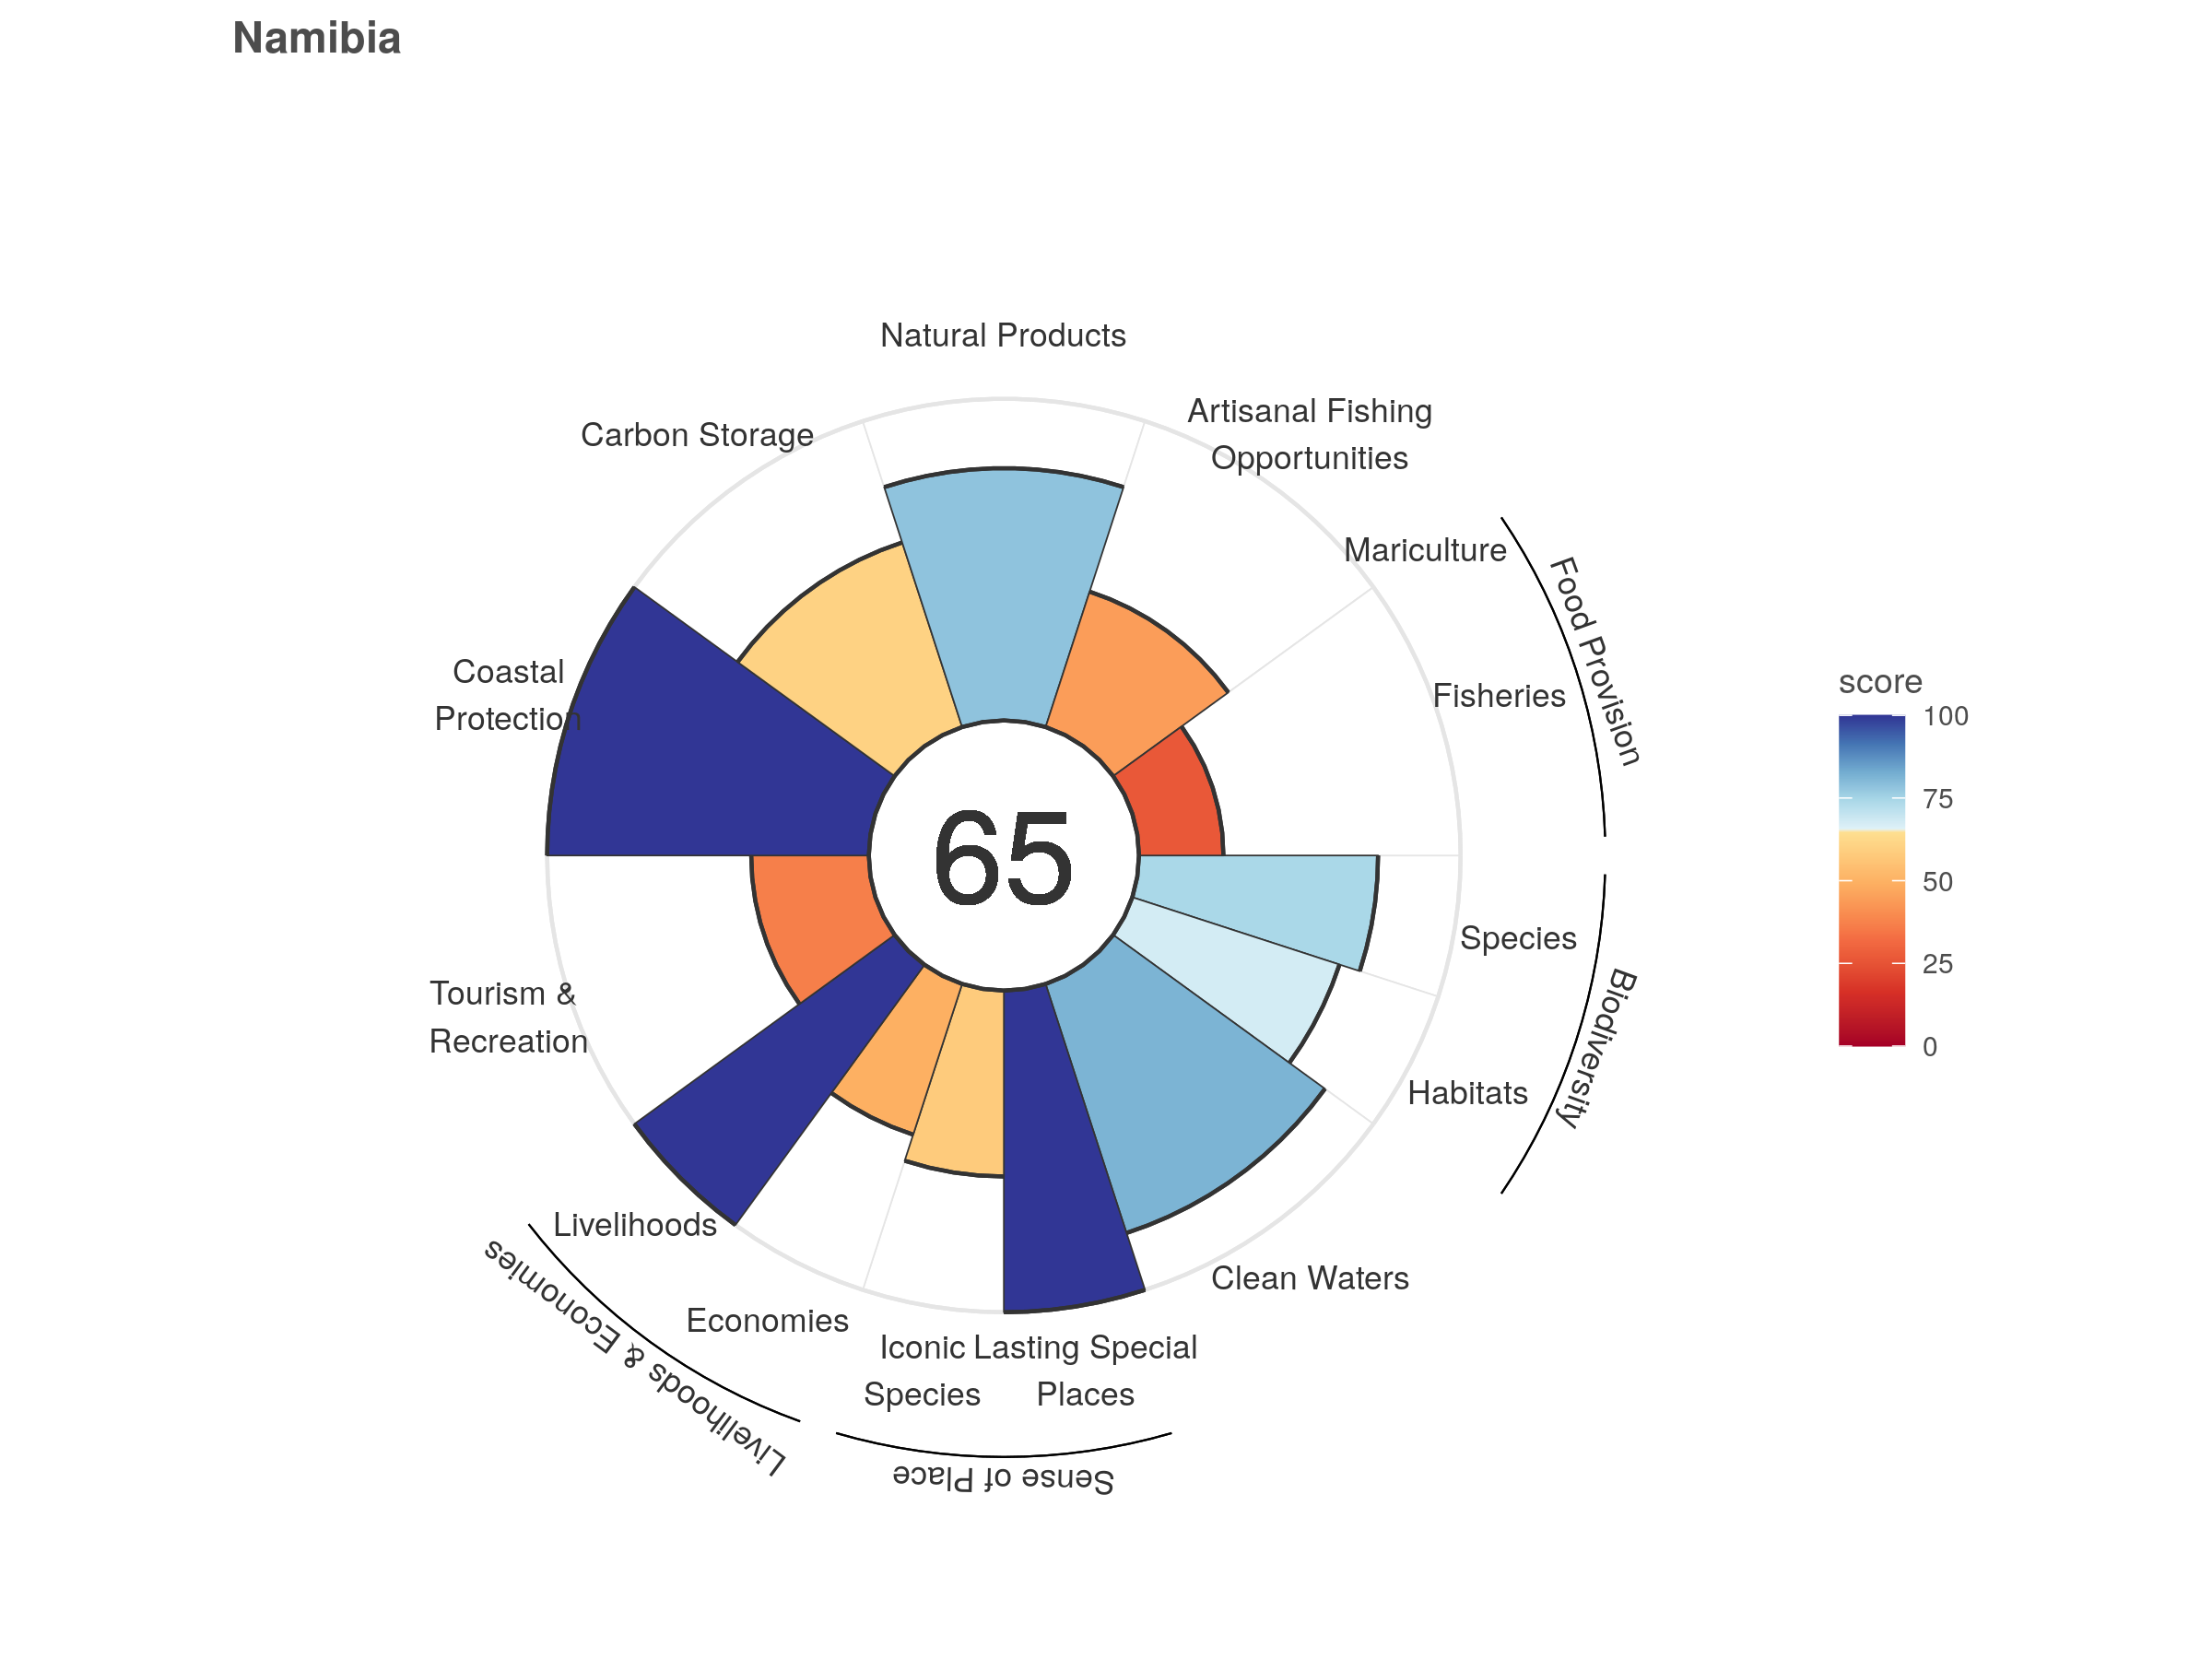 Namibia
Natural Products
Artisanal Fishing
Opportunities
Carbon Storage
Mariculture
Food Provision
Fisheries
Coastal
Protection
65
score
100
75
50
25
0
Species
Biodiversity
Habitats
Tourism &
Recreation
Livelihoods
Clean Waters
Economies
Livelihoods & Economies
Iconic
Species
Lasting Special
Places
Sense of Place